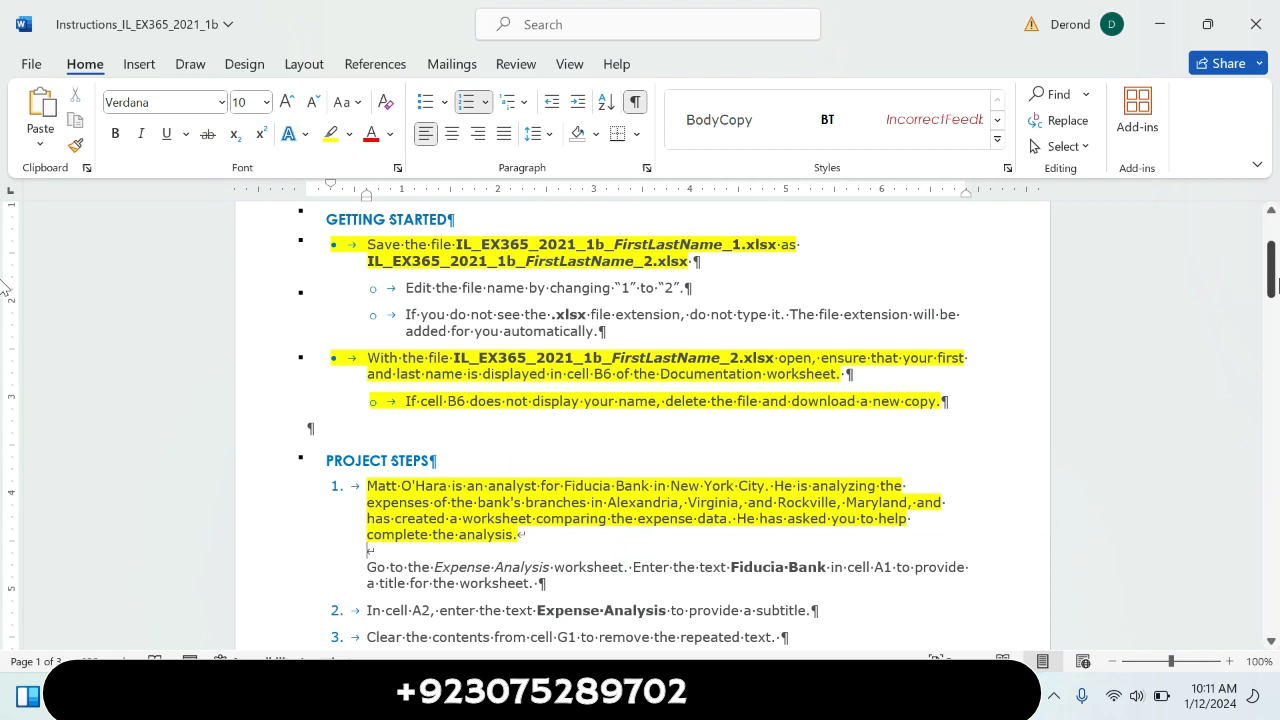 Instructions_IL_EX365_2021_1b
Search
Derond
D
File Home Insert Draw Design Layout References Mailings Review View Help
Share
Paste
Clipboard
Verdana 10
Font
Paragraph
BodyCopy BT IncorrectFeedb
Styles
Find
Replace
Select
Editing
Add-ins
Add-ins
1 2 3 4 5 6
GETTING STARTED¶
• → Save·the·file·IL_EX365_2021_1b_FirstLastName_1.xlsx·as·
IL_EX365_2021_1b_FirstLastName_2.xlsx·¶
o → Edit·the·file·name·by·changing·“1”·to·“2”.¶
o → If·you·do·not·see·the·.xlsx·file·extension,·do·not·type·it.·The·file·extension·will·be·
added·for·you·automatically.¶
• → With·the·file·IL_EX365_2021_1b_FirstLastName_2.xlsx·open,·ensure·that·your·first·
and·last·name·is·displayed·in·cell·B6·of·the·Documentation·worksheet.·¶
o → If·cell·B6·does·not·display·your·name,·delete·the·file·and·download·a·new·copy.¶
¶
PROJECT STEPS¶
1. → Matt·O'Hara·is·an·analyst·for·Fiducia·Bank·in·New·York·City.·He·is·analyzing·the·
expenses·of·the·bank's·branches·in·Alexandria,·Virginia,·and·Rockville,·Maryland,·and·
has·created·a·worksheet·comparing·the·expense·data.·He·has·asked·you·to·help·
complete·the·analysis.↵
↵
Go·to·the·Expense·Analysis·worksheet.·Enter·the·text·Fiducia·Bank·in·cell·A1·to·provide·
a·title·for·the·worksheet.·¶
2. → In·cell·A2,·enter·the·text·Expense·Analysis·to·provide·a·subtitle.¶
3. → Clear·the·contents·from·cell·G1·to·remove·the·repeated·text.·¶
Page 1 of 3
100%
+923075289702
10:11 AM
1/12/2024